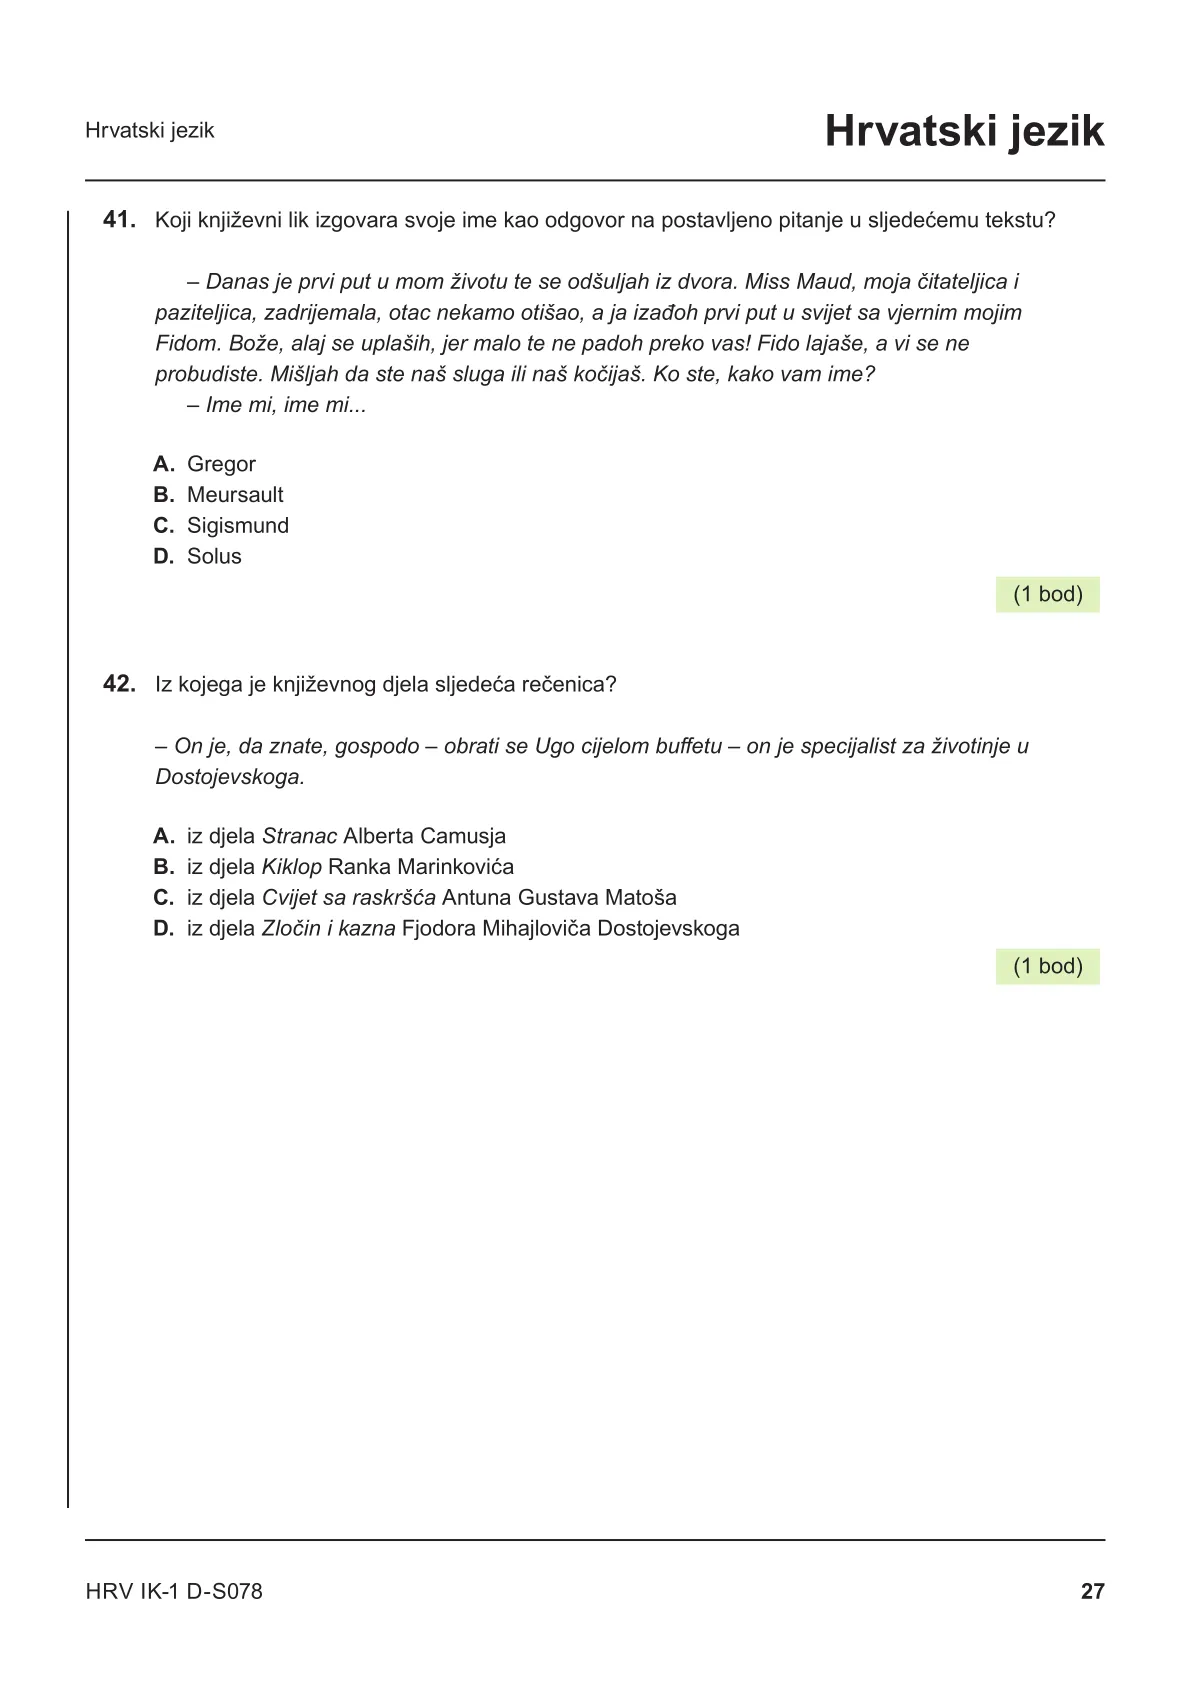 Hrvatski jezik
Hrvatski jezik
41. Koji književni lik izgovara svoje ime kao odgovor na postavljeno pitanje u sljedećemu tekstu?
– Danas je prvi put u mom životu te se odšuljah iz dvora. Miss Maud, moja čitateljica i
paziteljica, zadrijemala, otac nekamo otišao, a ja izađoh prvi put u svijet sa vjernim mojim
Fidom. Bože, alaj se uplaših, jer malo te ne padoh preko vas! Fido lajaše, a vi se ne
probudiste. Mišljah da ste naš sluga ili naš kočijaš. Ko ste, kako vam ime?
– Ime mi, ime mi...
A. Gregor
B. Meursault
C. Sigismund
D. Solus
(1 bod)
42. Iz kojega je književnog djela sljedeća rečenica?
– On je, da znate, gospodo – obrati se Ugo cijelom buffetu – on je specijalist za životinje u
Dostojevskoga.
A. iz djela Stranac Alberta Camusja
B. iz djela Kiklop Ranka Marinkovića
C. iz djela Cvijet sa raskršća Antuna Gustava Matoša
D. iz djela Zločin i kazna Fjodora Mihajloviča Dostojevskoga
(1 bod)
HRV IK-1 D-S078
27